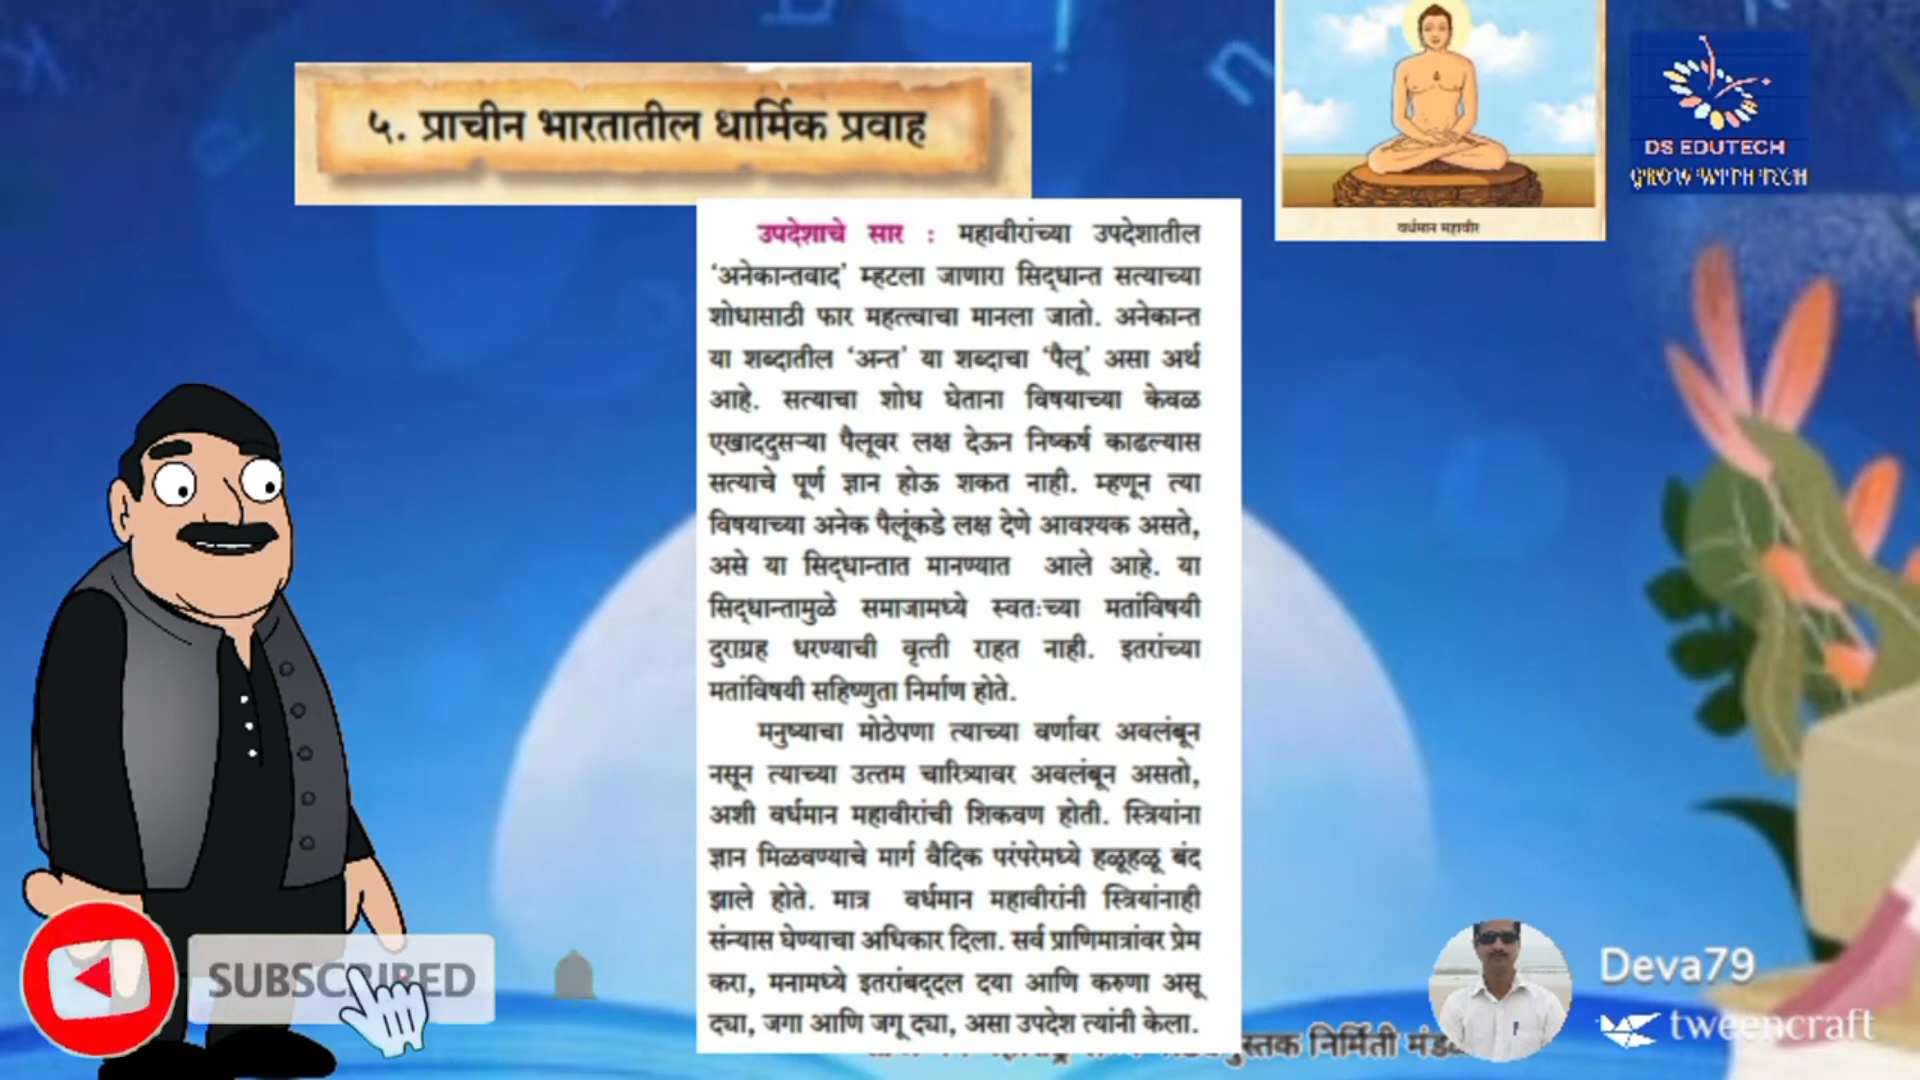 ५. प्राचीन भारतातील धार्मिक प्रवाह
वर्धमान महावीर
DS EDUTECH
GROW WITH TECH
उपदेशाचे सार : महावीरांच्या उपदेशातील
‘अनेकान्तवाद’ म्हटला जाणारा सिद्धान्त सत्याच्या
शोधासाठी फार महत्त्वाचा मानला जातो. अनेकान्त
या शब्दातील ‘अन्त’ या शब्दाचा ‘पैलू’ असा अर्थ
आहे. सत्याचा शोध घेताना विषयाच्या केवळ
एखाददुसऱ्या पैलूवर लक्ष देऊन निष्कर्ष काढल्यास
सत्याचे पूर्ण ज्ञान होऊ शकत नाही. म्हणून त्या
विषयाच्या अनेक पैलूंकडे लक्ष देणे आवश्यक असते,
असे या सिद्धान्तात मानण्यात आले आहे. या
सिद्धान्तामुळे समाजामध्ये स्वतःच्या मतांविषयी
दुराग्रह धरण्याची वृत्ती राहत नाही. इतरांच्या
मतांविषयी सहिष्णुता निर्माण होते.
मनुष्याचा मोठेपणा त्याच्या वर्णावर अवलंबून
नसून त्याच्या उत्तम चारित्र्यावर अवलंबून असतो,
अशी वर्धमान महावीरांची शिकवण होती. स्त्रियांना
ज्ञान मिळवण्याचे मार्ग वैदिक परंपरेमध्ये हळूहळू बंद
झाले होते. मात्र वर्धमान महावीरांनी स्त्रियांनाही
संन्यास घेण्याचा अधिकार दिला. सर्व प्राणिमात्रांवर प्रेम
करा, मनामध्ये इतरांबद्दल दया आणि करुणा असू
द्या, जगा आणि जगू द्या, असा उपदेश त्यांनी केला.
SUBSCRIBED
Deva79
tweencraft
निर्मिती